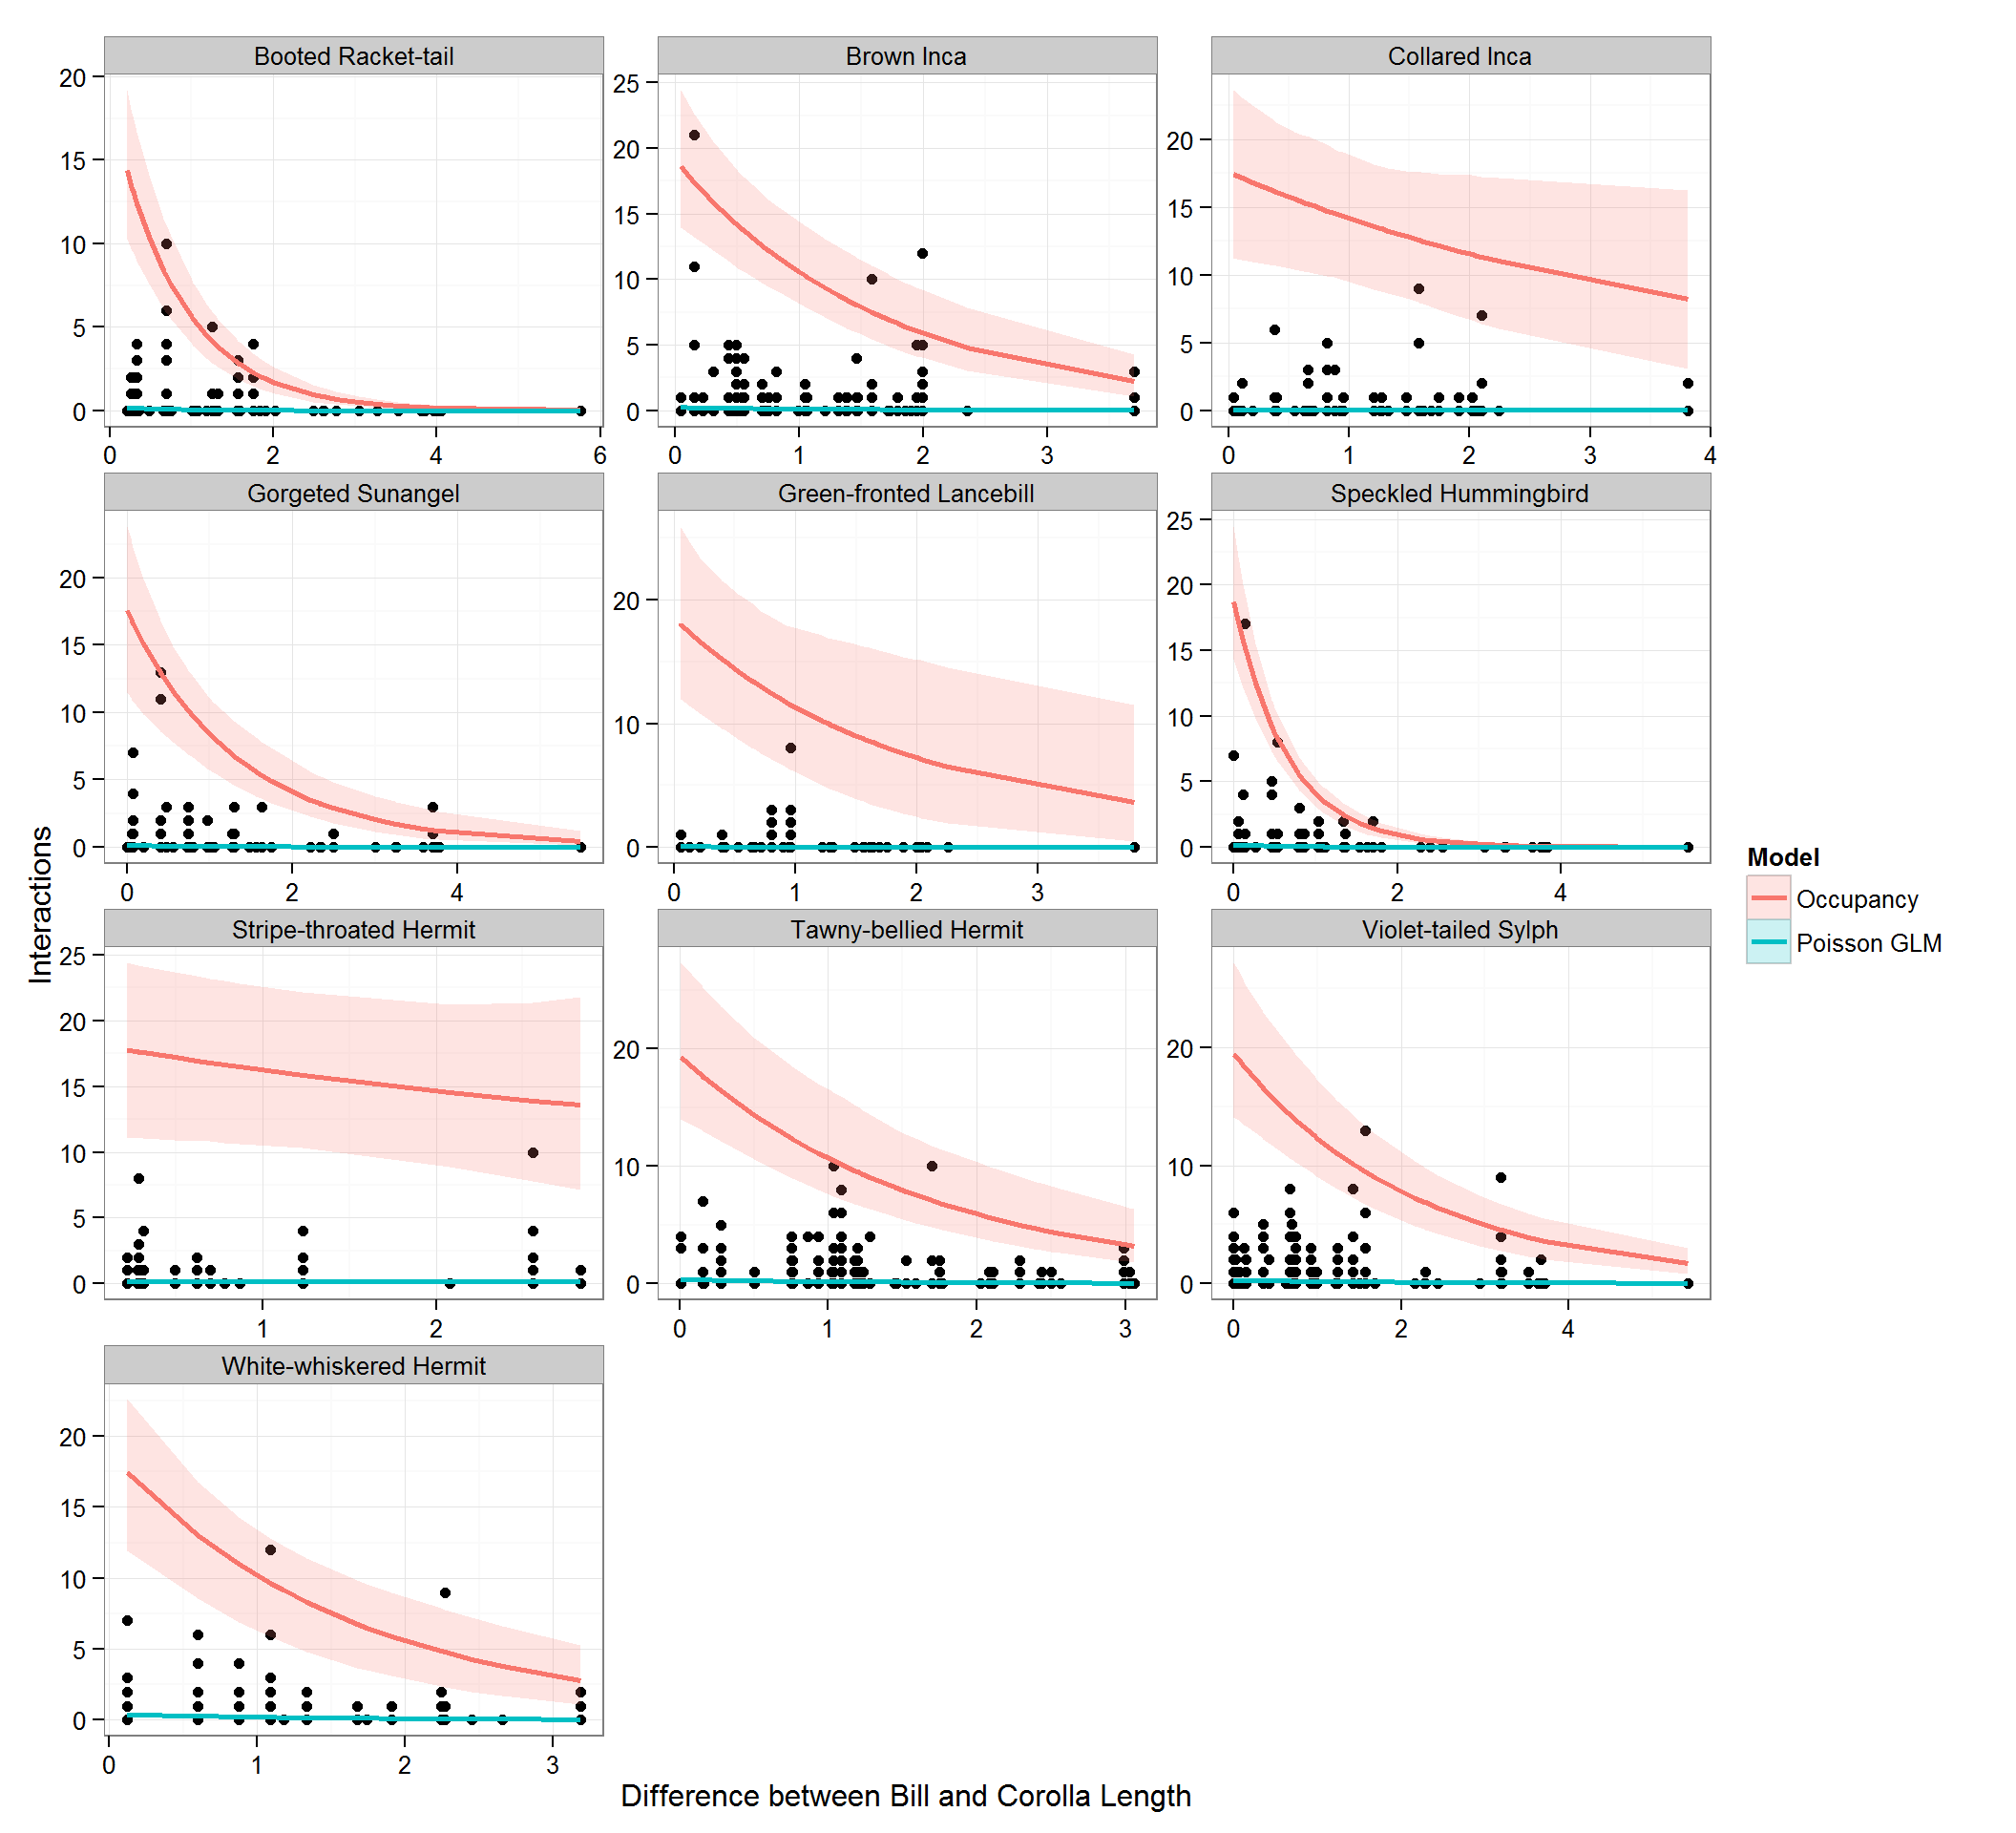 Booted Racket-tail Brown Inca Collared Inca
20
15
10
5
0
0 2 4 6
25
20
15
10
5
0
0 1 2 3
20
15
10
5
0
0 1 2 3 4
Gorgeted Sunangel Green-fronted Lancebill Speckled Hummingbird
20
15
10
5
0
0 2 4
20
10
0
0 1 2 3
25
20
15
10
5
0
0 2 4
Stripe-throated Hermit Tawny-bellied Hermit Violet-tailed Sylph
25
20
15
10
5
0
1 2
20
10
0
0 1 2 3
20
10
0
0 2 4
White-whiskered Hermit
20
15
10
5
0
0 1 2 3
Interactions
Difference between Bill and Corolla Length
Model
Occupancy
Poisson GLM